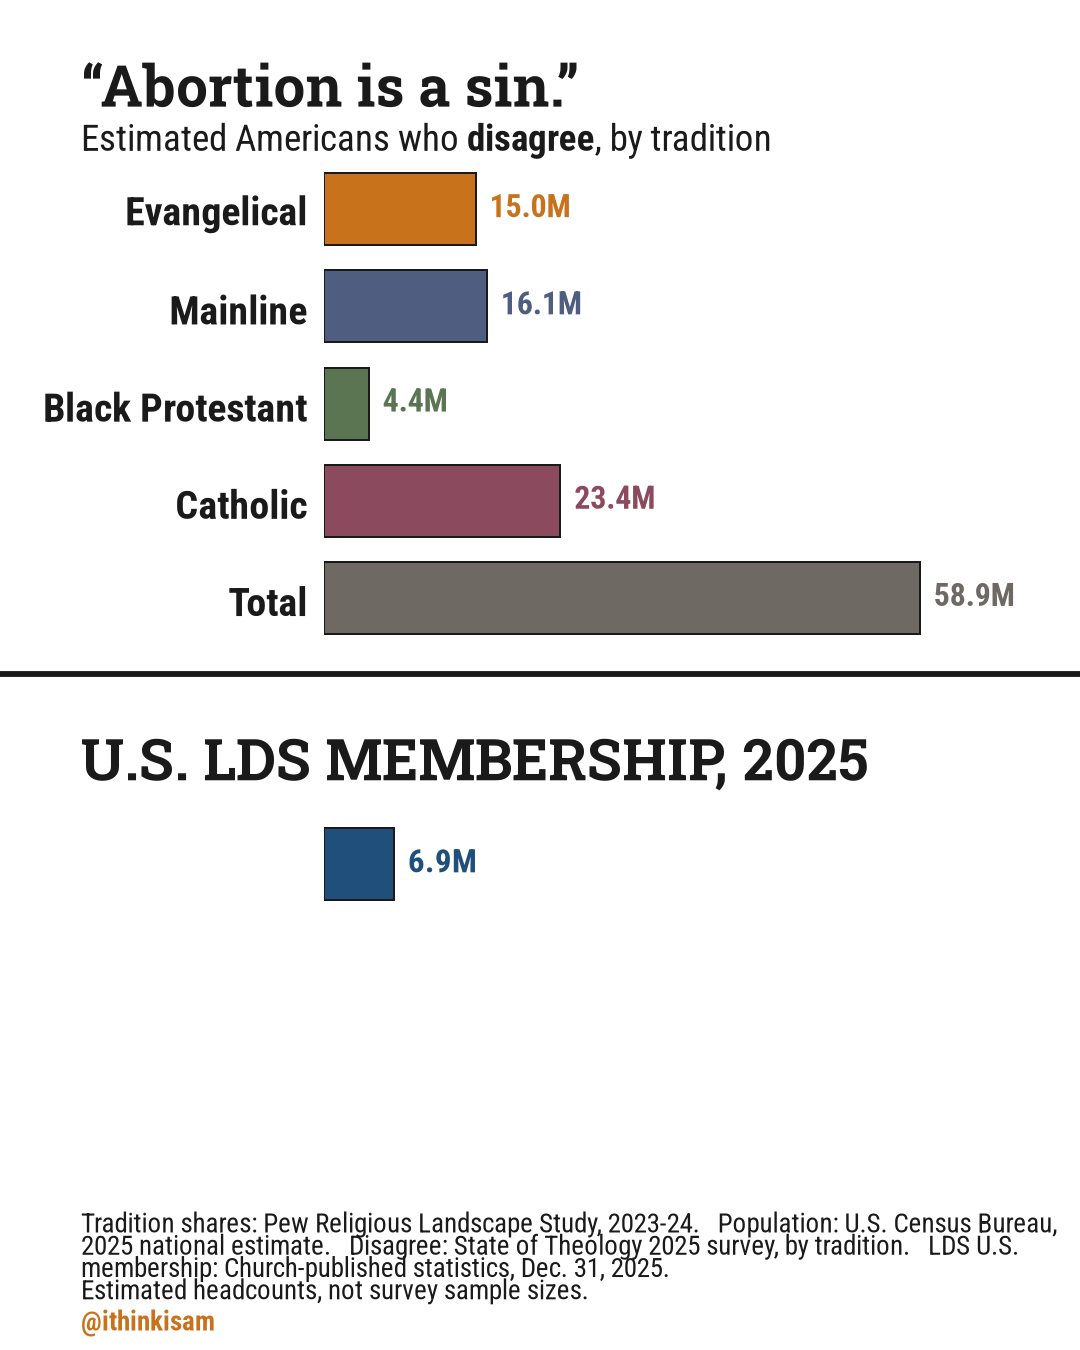 “Abortion is a sin.”
Estimated Americans who disagree, by tradition
Evangelical 15.0M
Mainline 16.1M
Black Protestant 4.4M
Catholic 23.4M
Total 58.9M
U.S. LDS MEMBERSHIP, 2025
6.9M
Tradition shares: Pew Religious Landscape Study, 2023-24. Population: U.S. Census Bureau,
2025 national estimate. Disagree: State of Theology 2025 survey, by tradition. LDS U.S.
membership: Church-published statistics, Dec. 31, 2025.
Estimated headcounts, not survey sample sizes.
@ithinkisam